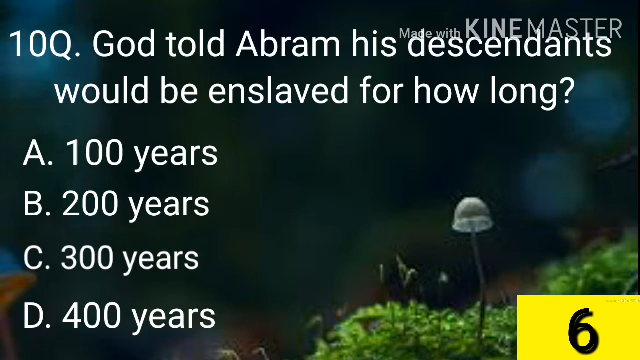 Made with KINEMASTER
10Q. God told Abram his descendants
would be enslaved for how long?
A. 100 years
B. 200 years
C. 300 years
D. 400 years
6